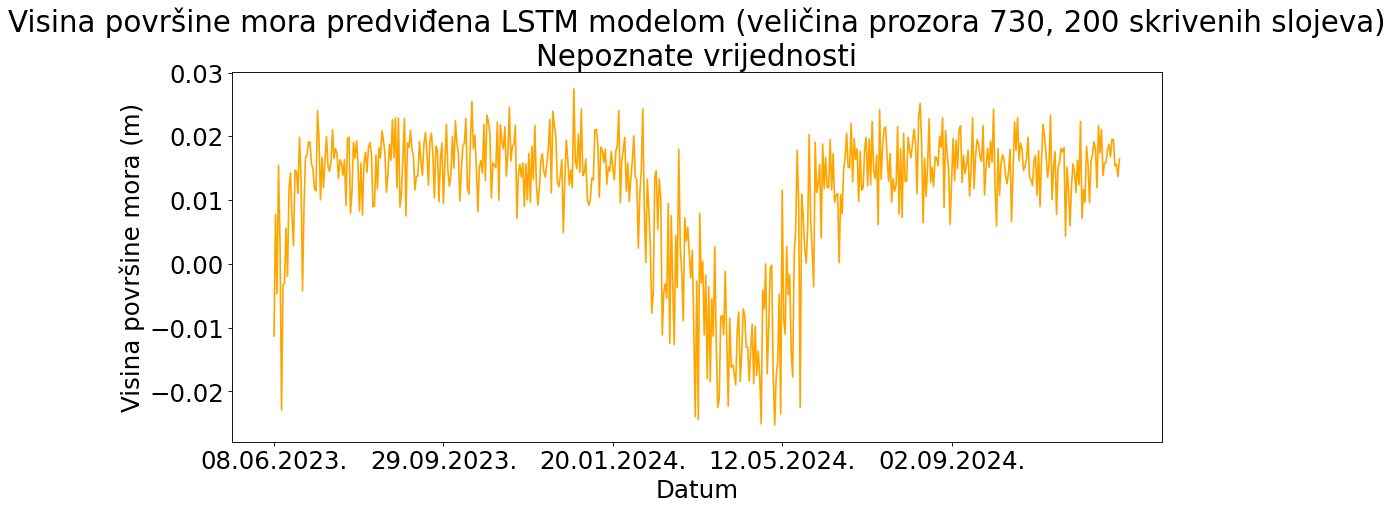 Visina površine mora predviđena LSTM modelom (veličina prozora 730, 200 skrivenih slojeva)
Nepoznate vrijednosti
Visina površine mora (m)
0.03
0.02
0.01
0.00
−0.01
−0.02
08.06.2023. 29.09.2023. 20.01.2024. 12.05.2024. 02.09.2024.
Datum